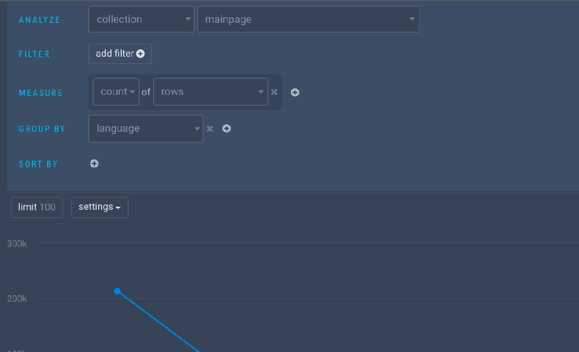 ANALYZE collection mainpage
FILTER add filter
MEASURE count of rows
GROUP BY language
SORT BY
limit 100 settings
300k
200k